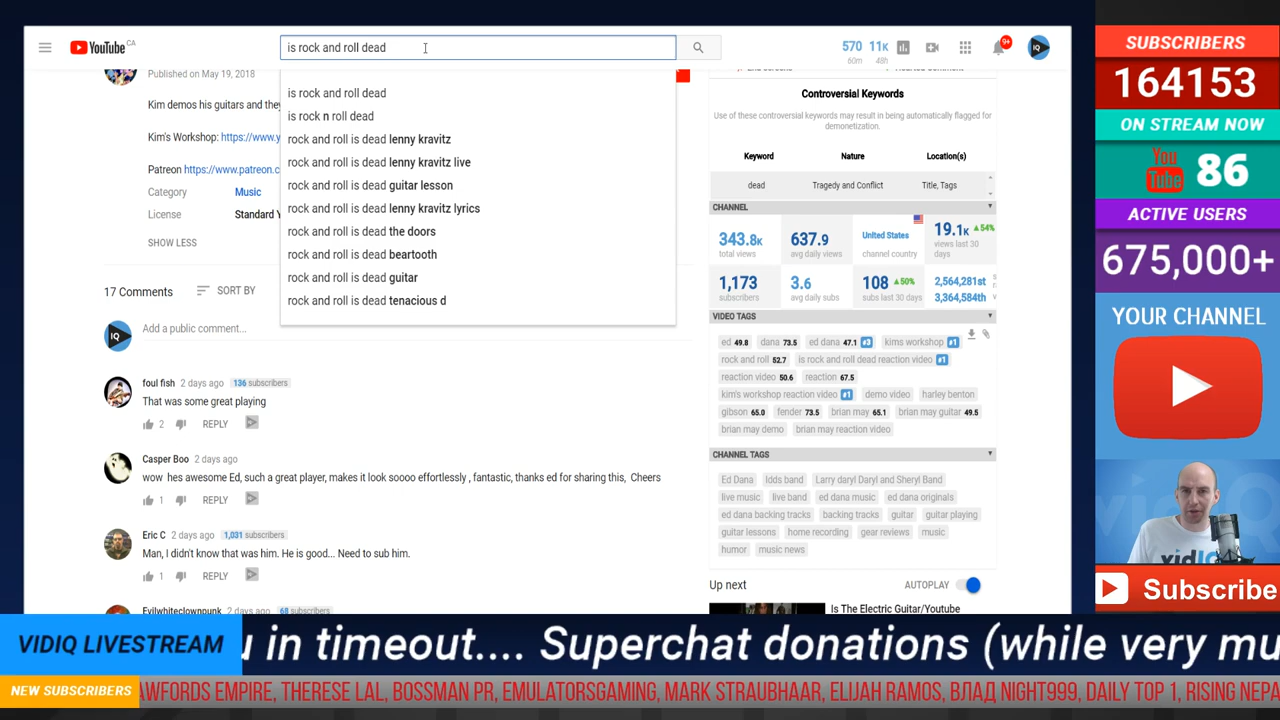 YouTube CA
is rock and roll dead
570 11K
60m 48h
9+
IQ
is rock and roll dead
is rock n roll dead
rock and roll is dead lenny kravitz
rock and roll is dead lenny kravitz live
rock and roll is dead guitar lesson
rock and roll is dead lenny kravitz lyrics
rock and roll is dead the doors
rock and roll is dead beartooth
rock and roll is dead guitar
rock and roll is dead tenacious d
Published on May 19, 2018
Kim demos his guitars and they
Kim's Workshop: https://www.y
Patreon https://www.patreon.c
Category Music
License Standard Y
SHOW LESS
17 Comments SORT BY
IQ
Add a public comment...
foul fish 2 days ago 136 subscribers
That was some great playing
2 REPLY
Casper Boo 2 days ago
wow hes awesome Ed, such a great player, makes it look soooo effortlessly , fantastic, thanks ed for sharing this, Cheers
1 REPLY
Eric C 2 days ago 1,031 subscribers
Man, I didn't know that was him. He is good... Need to sub him.
1 REPLY
Evilwhiteclownpunk 2 days ago 68 subscribers
Controversial Keywords
Use of these controversial keywords may result in being automatically flagged for
demonetization.
Keyword Nature Location(s)
dead Tragedy and Conflict Title, Tags
CHANNEL
343.8k total views
637.9 avg daily views
United States channel country
19.1k 54% views last 30 days
1,173 subscribers
3.6 avg daily subs
108 50% subs last 30 days
2,564,281st
3,364,584th
VIDEO TAGS
ed 49.8 dana 73.5 ed dana 47.1 #3 kims workshop #1
rock and roll 52.7 is rock and roll dead reaction video #1
reaction video 50.6 reaction 67.5
kim's workshop reaction video #1 demo video harley benton
gibson 65.0 fender 73.5 brian may 65.1 brian may guitar 49.5
brian may demo brian may reaction video
CHANNEL TAGS
Ed Dana ldds band Larry daryl Daryl and Sheryl Band
live music live band ed dana music ed dana originals
ed dana backing tracks backing tracks guitar guitar playing
guitar lessons home recording gear reviews music
humor music news
Up next AUTOPLAY
Is The Electric Guitar/Youtube
SUBSCRIBERS
164153
ON STREAM NOW
You Tube 86
ACTIVE USERS
675,000+
YOUR CHANNEL
vidIQ
Subscribe
VIDIQ LIVESTREAM u in timeout.... Superchat donations (while very mu
NEW SUBSCRIBERS AWFORDS EMPIRE, THERESE LAL, BOSSMAN PR, EMULATORSGAMING, MARK STRAUBHAAR, ELIJAH RAMOS, ВЛАД NIGHT999, DAILY TOP 1, RISING NEPA